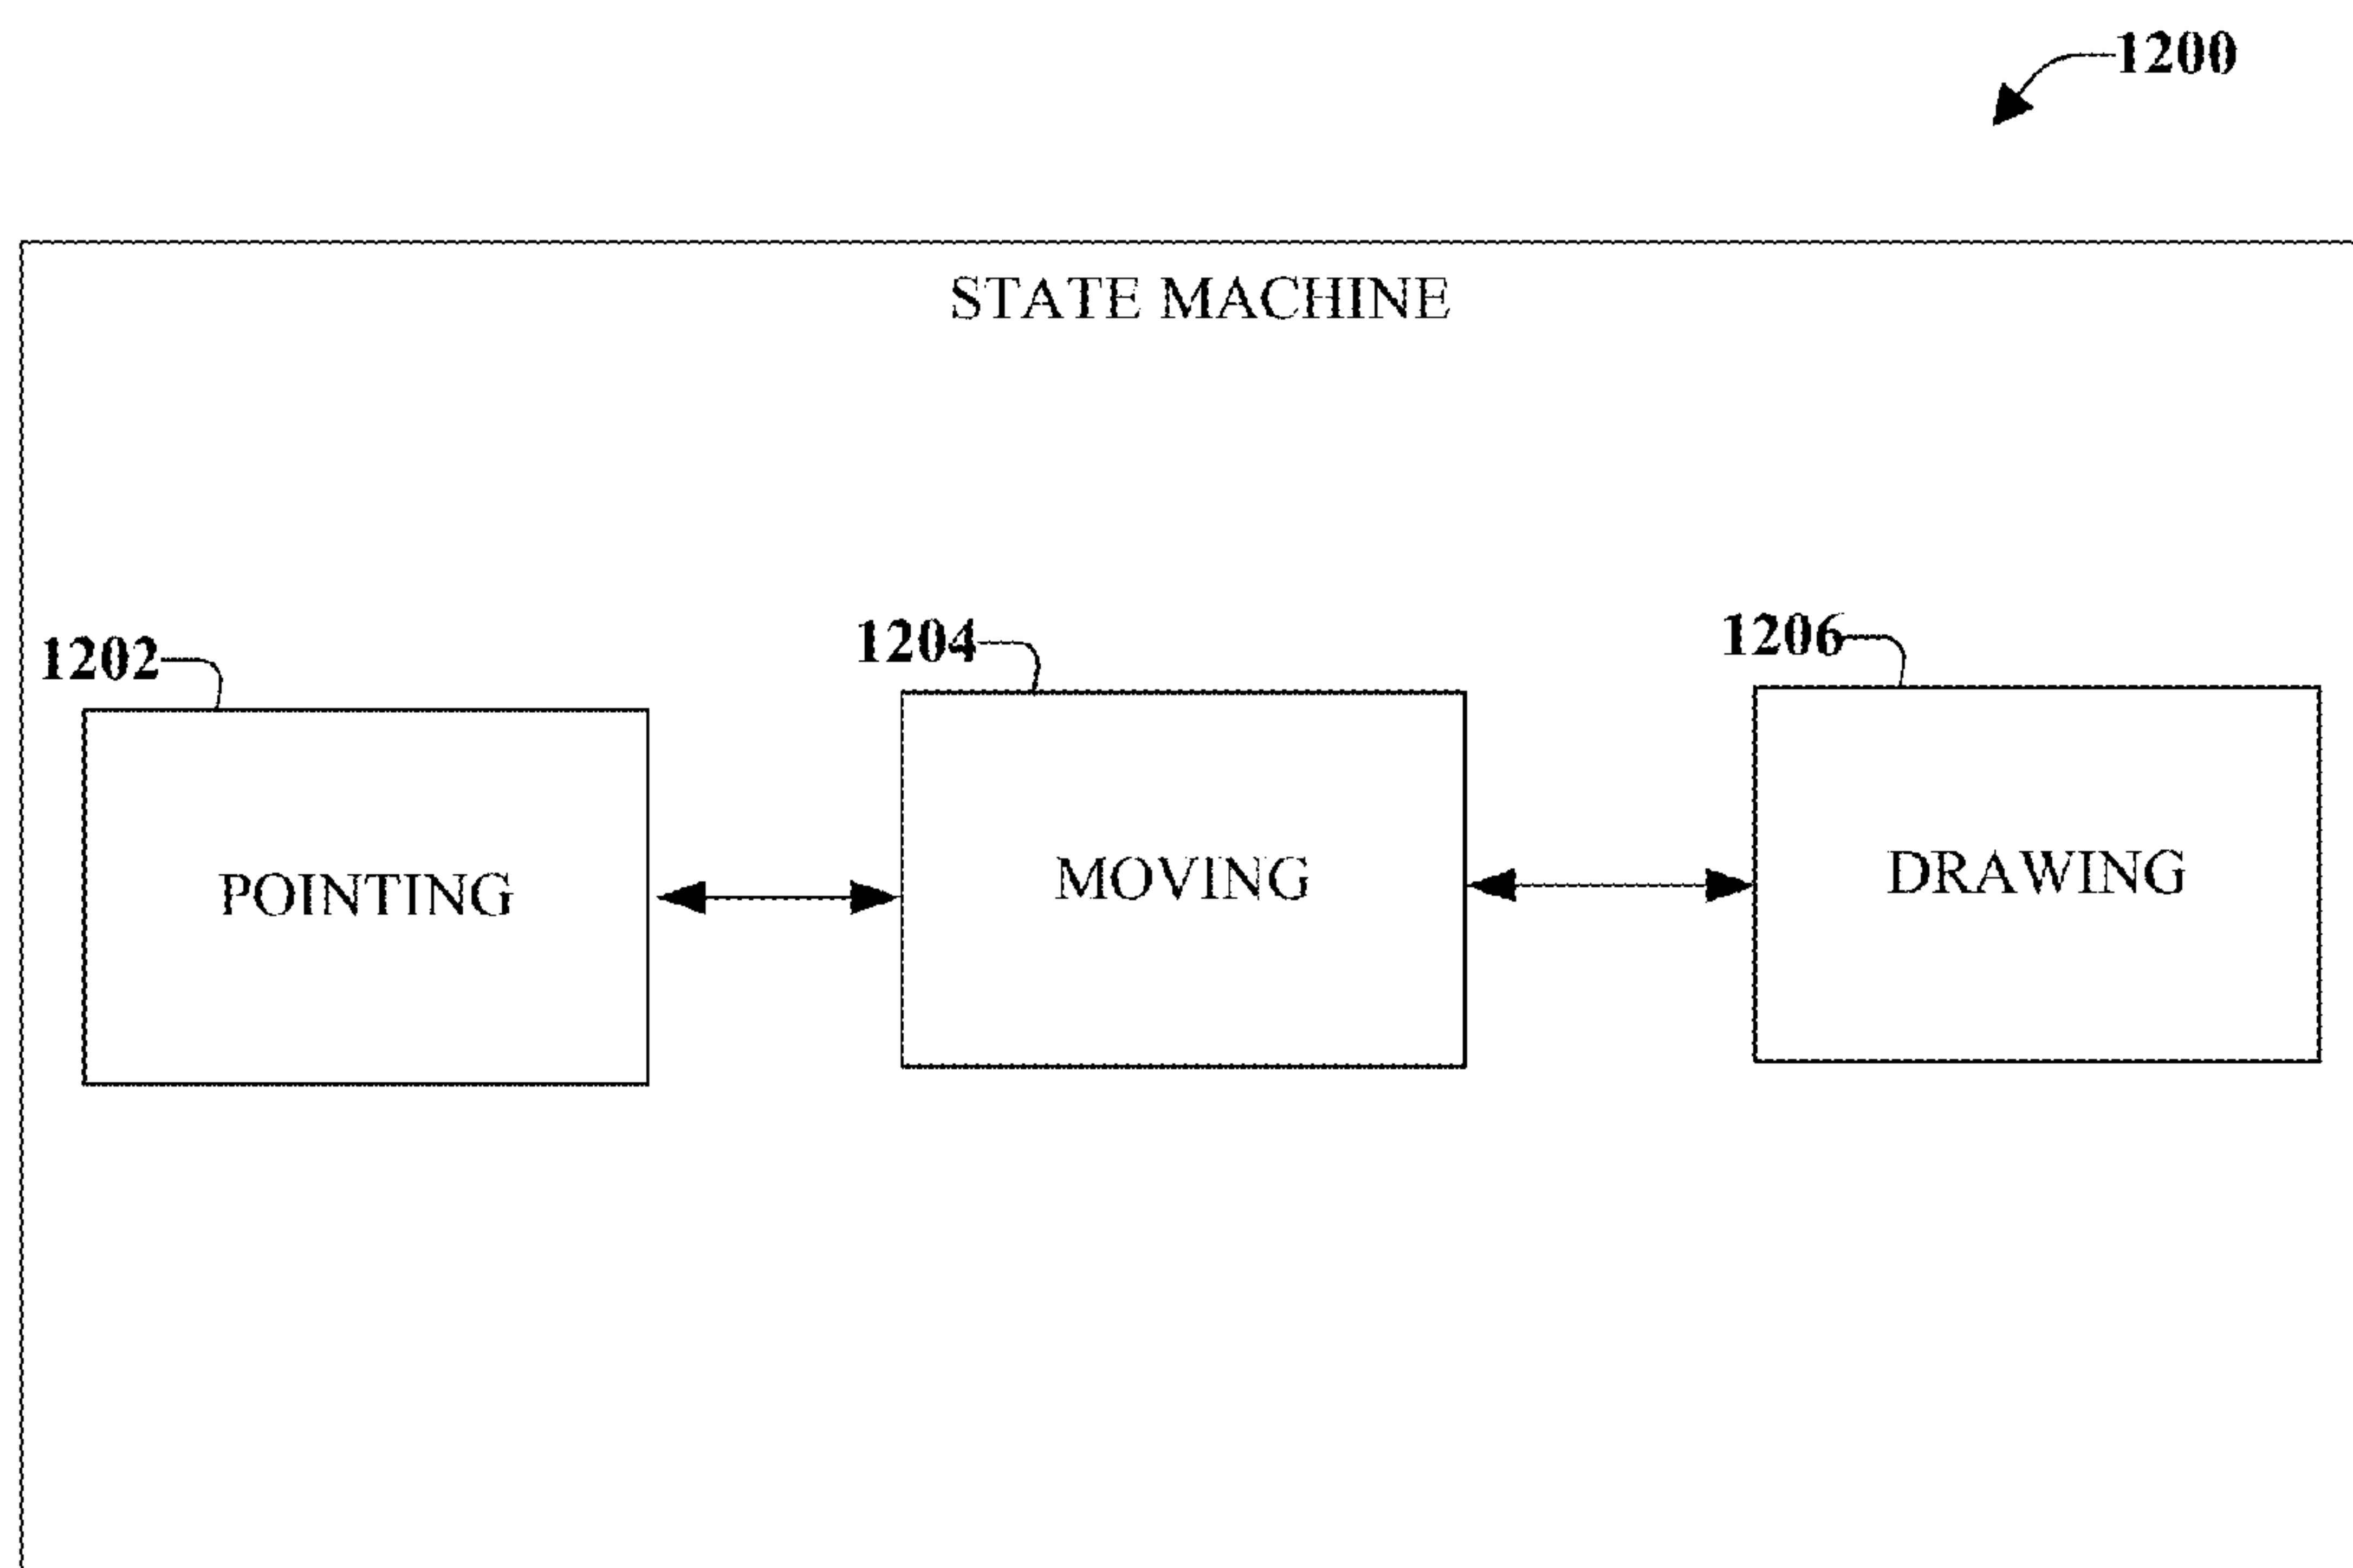 1200
STATE MACHINE
1202
1204
1206
POINTING
MOVING
DRAWING